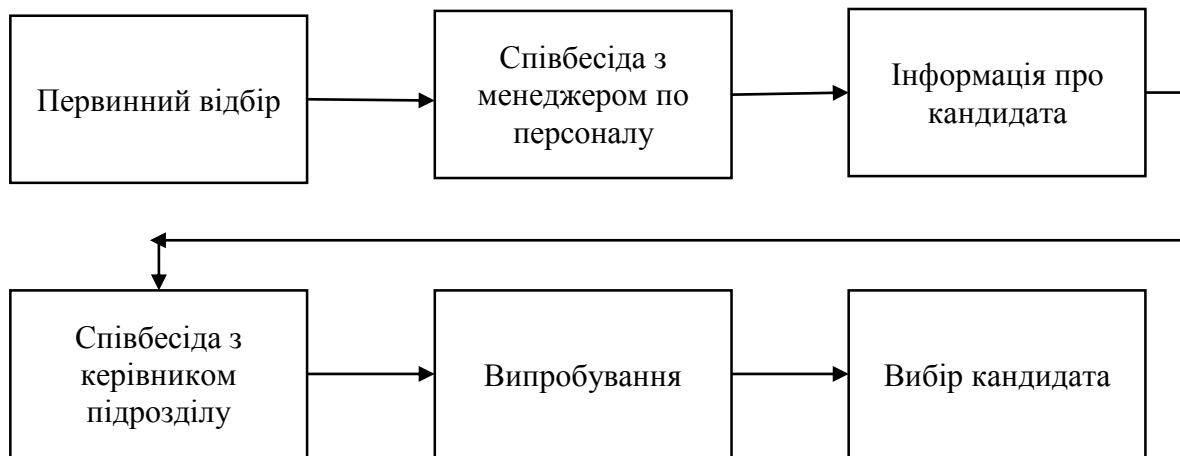 Первинний відбір
Співбесіда з
менеджером по
персоналу
Інформація про
кандидата
Співбесіда з
керівником
підрозділу
Випробування
Вибір кандидата